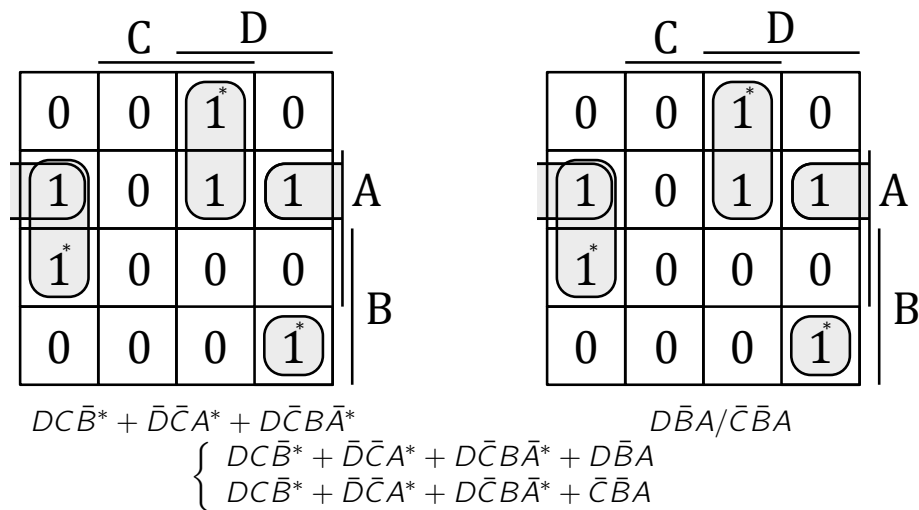 C D C D
0 0 1* 0 0 0 1* 0
1 0 1 1 A 1 0 1 1 A
1* 0 0 0 1* 0 0 0
B B
0 0 0 1* 0 0 0 1*
DCB̄* + D̄C̄A* + DC̄BĀ* DB̄A/C̄B̄A
{ DCB̄* + D̄C̄A* + DC̄BĀ* + DB̄A
DCB̄* + D̄C̄A* + DC̄BĀ* + C̄B̄A